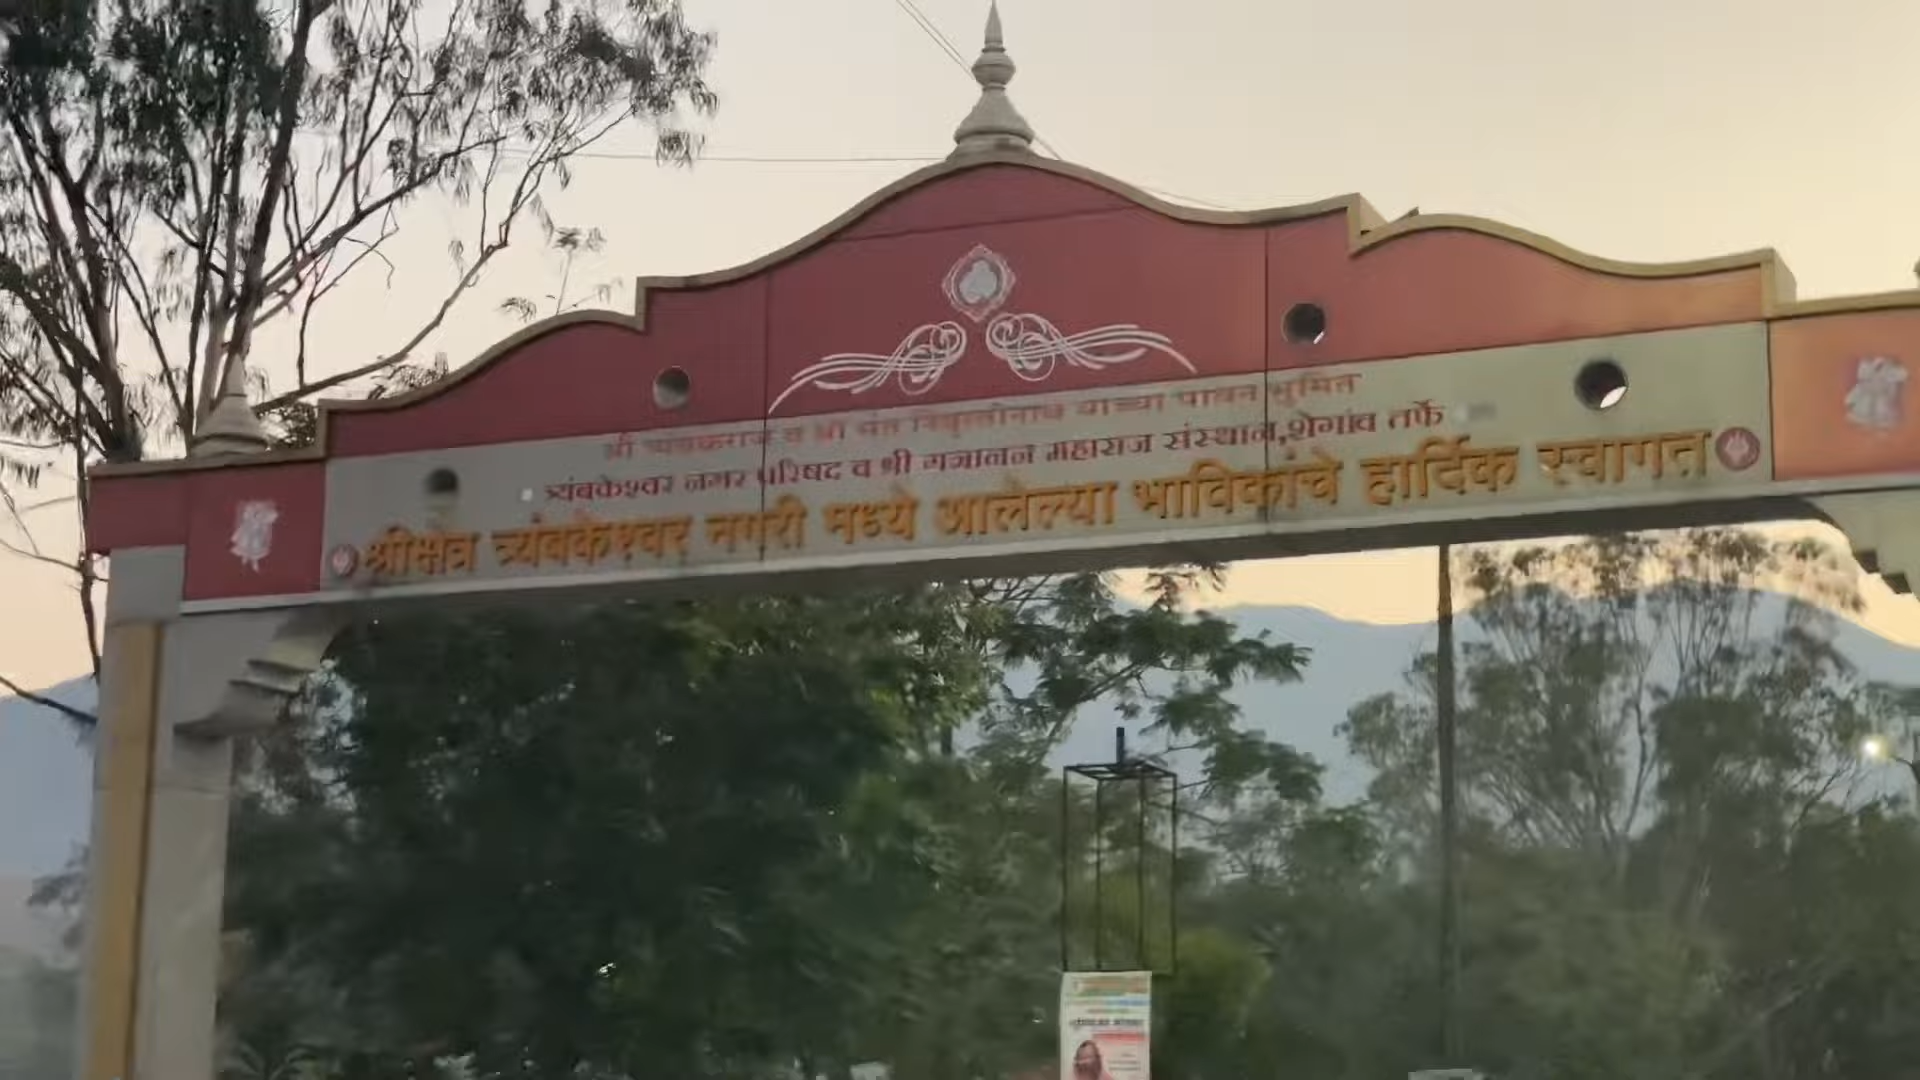 श्री त्र्यंबकराज व श्री संत निवृत्तीनाथ यांच्या पावन भुमित
त्र्यंबकेश्वर नगर परिषद व श्री गजानन महाराज संस्थान,शेगांव तर्फे
श्रीक्षेत्र त्र्यंबकेश्वर नगरी मध्ये आलेल्या भाविकांचे हार्दिक स्वागत